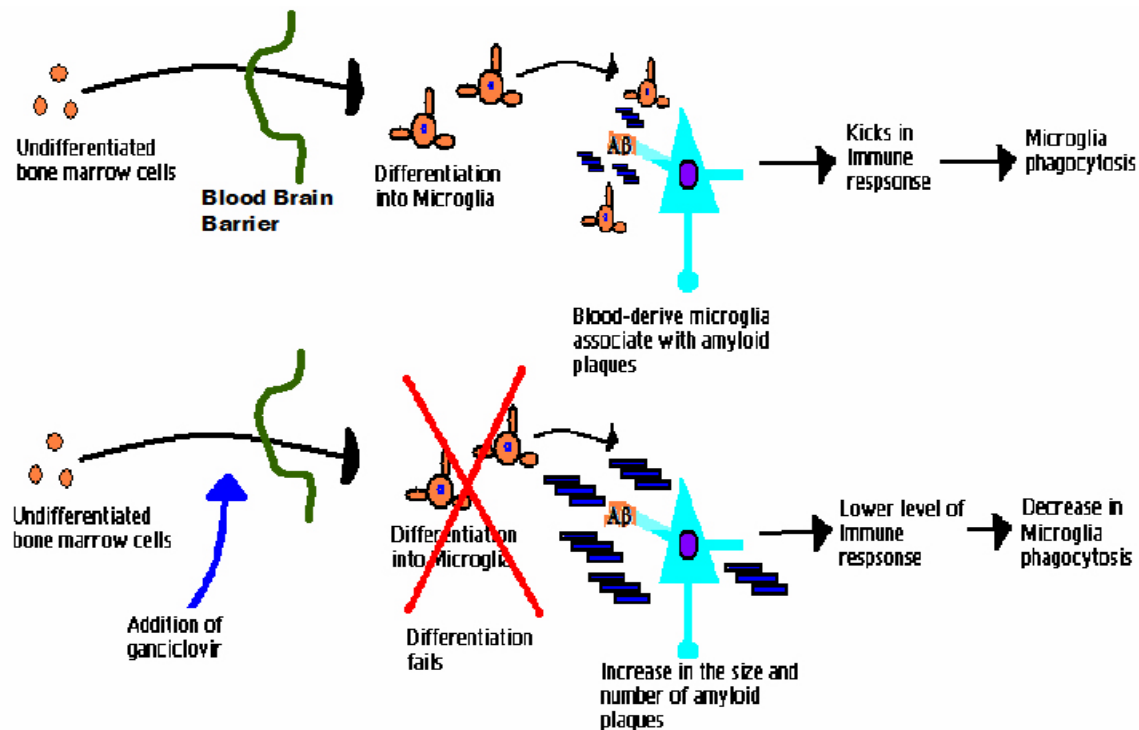 Undifferentiated
bone marrow cells
Blood Brain
Barrier
Differentiation
into Microglia
Aβ
Blood-derive microglia
associate with amyloid
plaques
Kicks in
Immune
respsonse
Microglia
phagocytosis
Undifferentiated
bone marrow cells
Addition of
ganciclovir
Differentiation
into Microglia
Differentiation
fails
Aβ
Increase in the size and
number of amyloid
plaques
Lower level of
Immune
respsonse
Decrease in
Microglia
phagocytosis